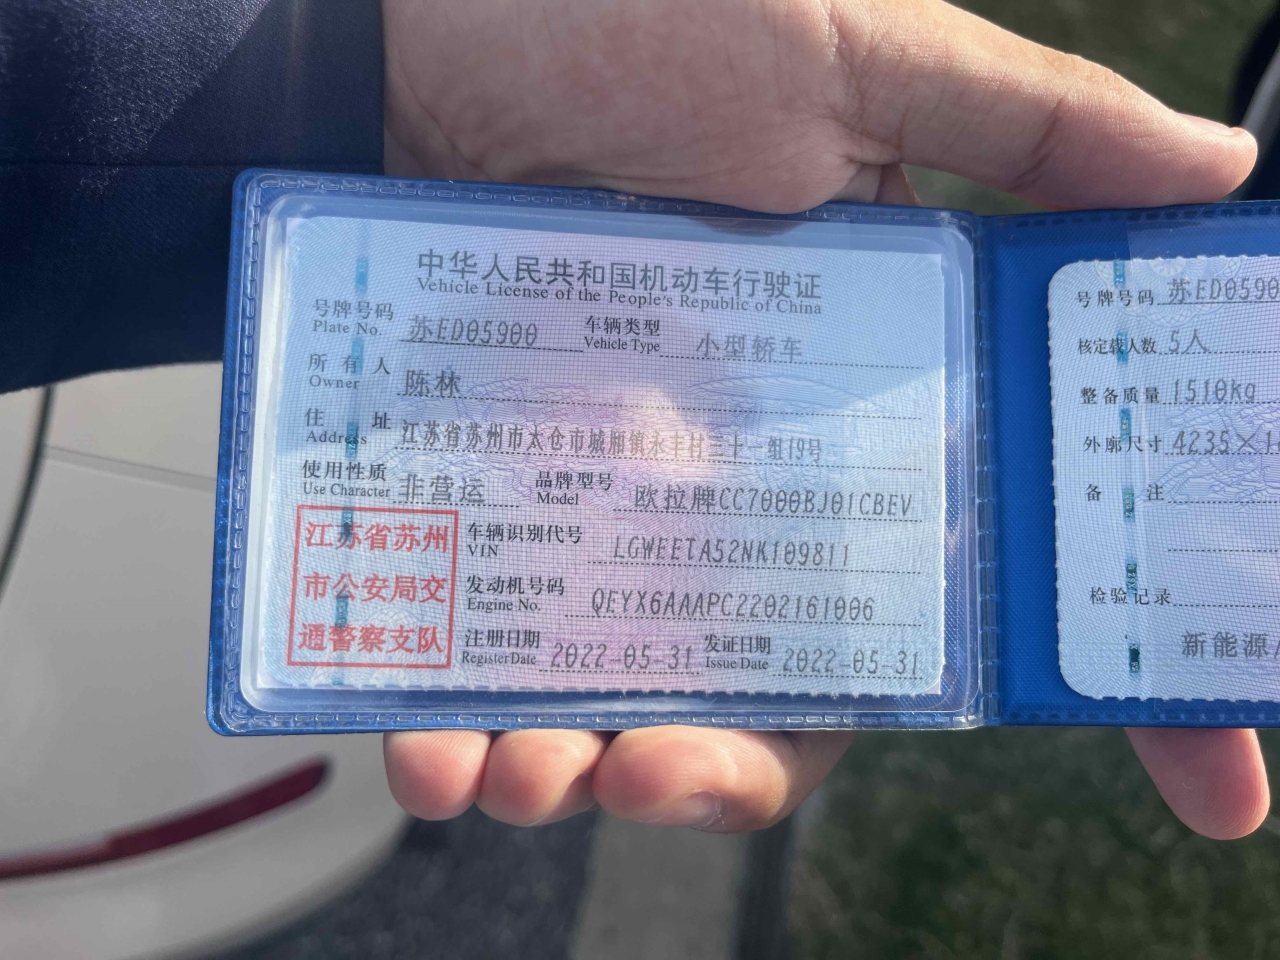 中华人民共和国机动车行驶证
Vehicle License of the People's Republic of China
号牌号码 苏ED05900 车辆类型 小型轿车
Plate No. Vehicle Type
所有人 陈林
Owner
住址 江苏省苏州市太仓市城厢镇永丰村三十一组19号
Address
使用性质 非营运 品牌型号 欧拉牌CC7000BJ01CBEV
Use Character Model
江苏省苏州
市公安局交
通警察支队
车辆识别代号 LGWEETA52NK109811
VIN
发动机号码 QEYX6AAAPC2202161006
Engine No.
注册日期 2022-05-31 发证日期 2022-05-31
Register Date Issue Date
号牌号码 苏ED0590
核定载人数 5人
整备质量 1510kg
外廓尺寸 4235×1
备注
检验记录
新能源